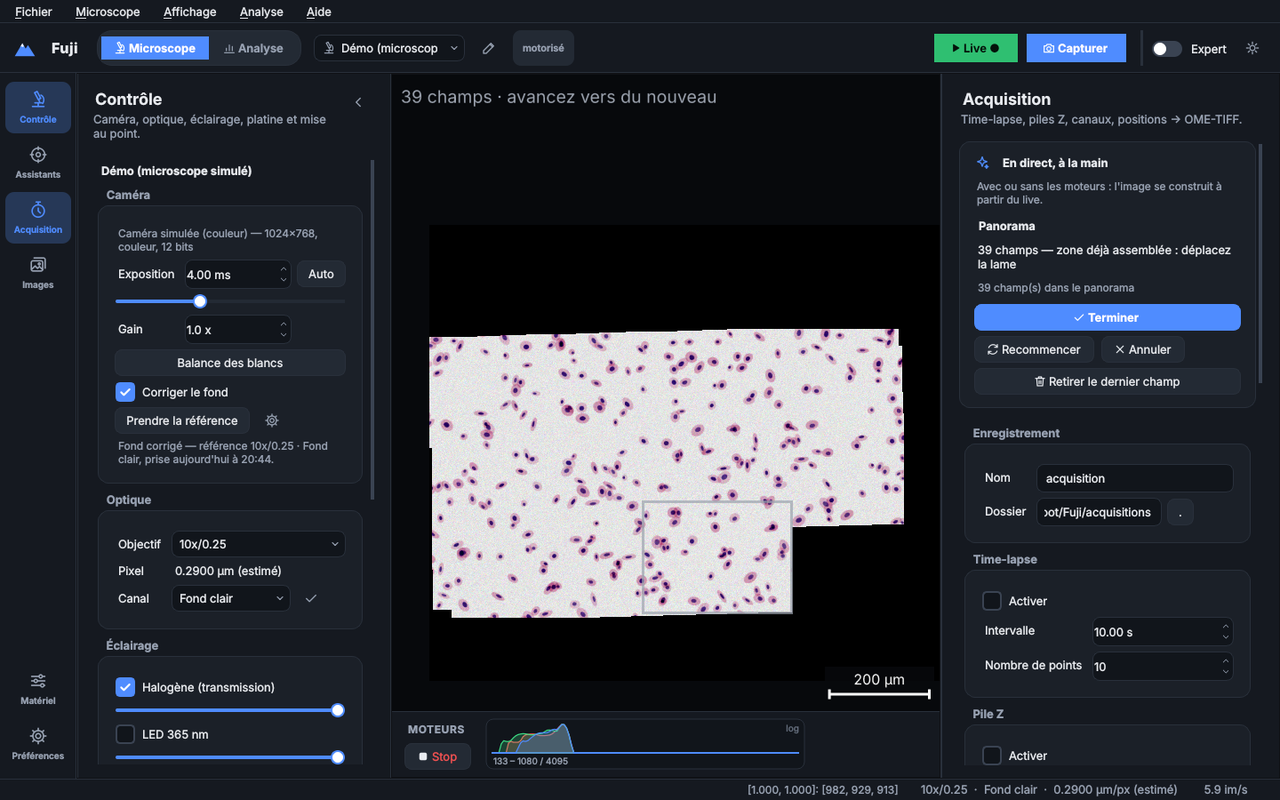 Fichier Microscope Affichage Analyse Aide
Fuji Microscope Analyse Démo (microscop motorisé Live Capturer Expert
Contrôle
Assistants
Acquisition
Images
Matériel
Préférences
Contrôle
Caméra, optique, éclairage, platine et mise
au point.
Démo (microscope simulé)
Caméra
Caméra simulée (couleur) — 1024×768,
couleur, 12 bits
Exposition 4.00 ms Auto
Gain 1.0 x
Balance des blancs
Corriger le fond
Prendre la référence
Fond corrigé — référence 10x/0.25 · Fond
clair, prise aujourd'hui à 20:44.
Optique
Objectif 10x/0.25
Pixel 0.2900 µm (estimé)
Canal Fond clair
Éclairage
Halogène (transmission)
LED 365 nm
39 champs · avancez vers du nouveau
200 µm
MOTEURS
Stop
log
133 – 1080 / 4095
Acquisition
Time-lapse, piles Z, canaux, positions → OME-TIFF.
En direct, à la main
Avec ou sans les moteurs : l'image se construit à
partir du live.
Panorama
39 champs — zone déjà assemblée : déplacez
la lame
39 champ(s) dans le panorama
Terminer
Recommencer Annuler
Retirer le dernier champ
Enregistrement
Nom acquisition
Dossier oot/Fuji/acquisitions .
Time-lapse
Activer
Intervalle 10.00 s
Nombre de points 10
Pile Z
Activer
[1.000, 1.000]: [982, 929, 913] 10x/0.25 · Fond clair · 0.2900 µm/px (estimé) 5.9 im/s